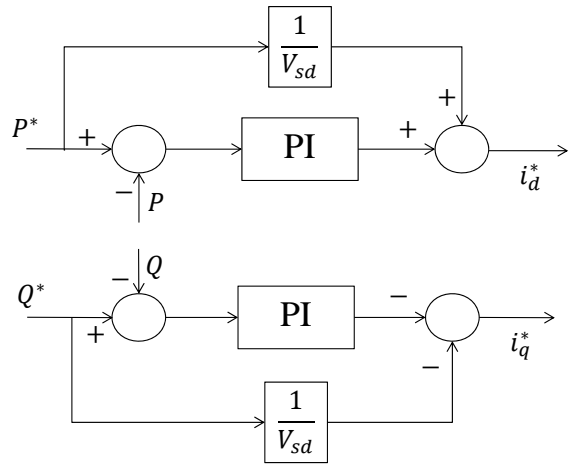 1
V_sd
+
P* + PI + i_d*
−
P
− Q
Q* + PI − i_q*
−
1
V_sd